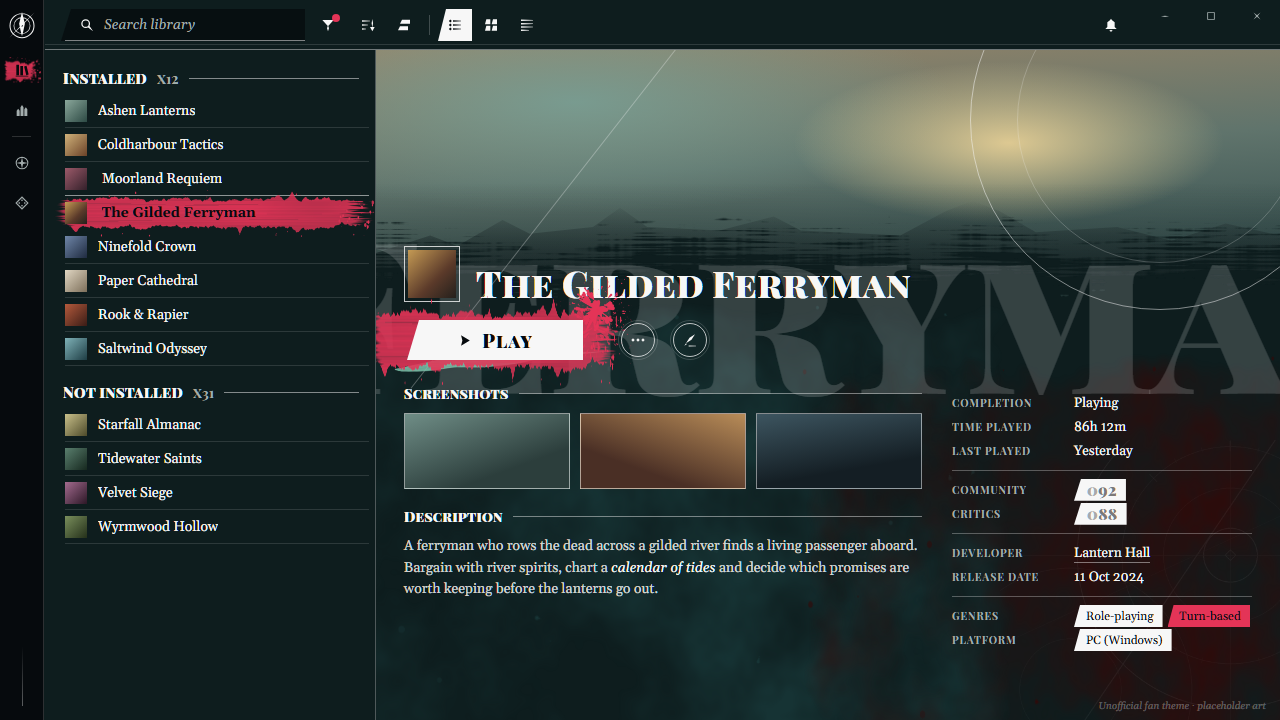 Search library
INSTALLED X12
Ashen Lanterns
Coldharbour Tactics
Moorland Requiem
The Gilded Ferryman
Ninefold Crown
Paper Cathedral
Rook & Rapier
Saltwind Odyssey
NOT INSTALLED X31
Starfall Almanac
Tidewater Saints
Velvet Siege
Wyrmwood Hollow
FERRYMA
THE GILDED FERRYMAN
PLAY
SCREENSHOTS
DESCRIPTION
A ferryman who rows the dead across a gilded river finds a living passenger aboard.
Bargain with river spirits, chart a calendar of tides and decide which promises are
worth keeping before the lanterns go out.
COMPLETION Playing
TIME PLAYED 86h 12m
LAST PLAYED Yesterday
COMMUNITY 092
CRITICS 088
DEVELOPER Lantern Hall
RELEASE DATE 11 Oct 2024
GENRES Role-playing Turn-based
PLATFORM PC (Windows)
Unofficial fan theme · placeholder art